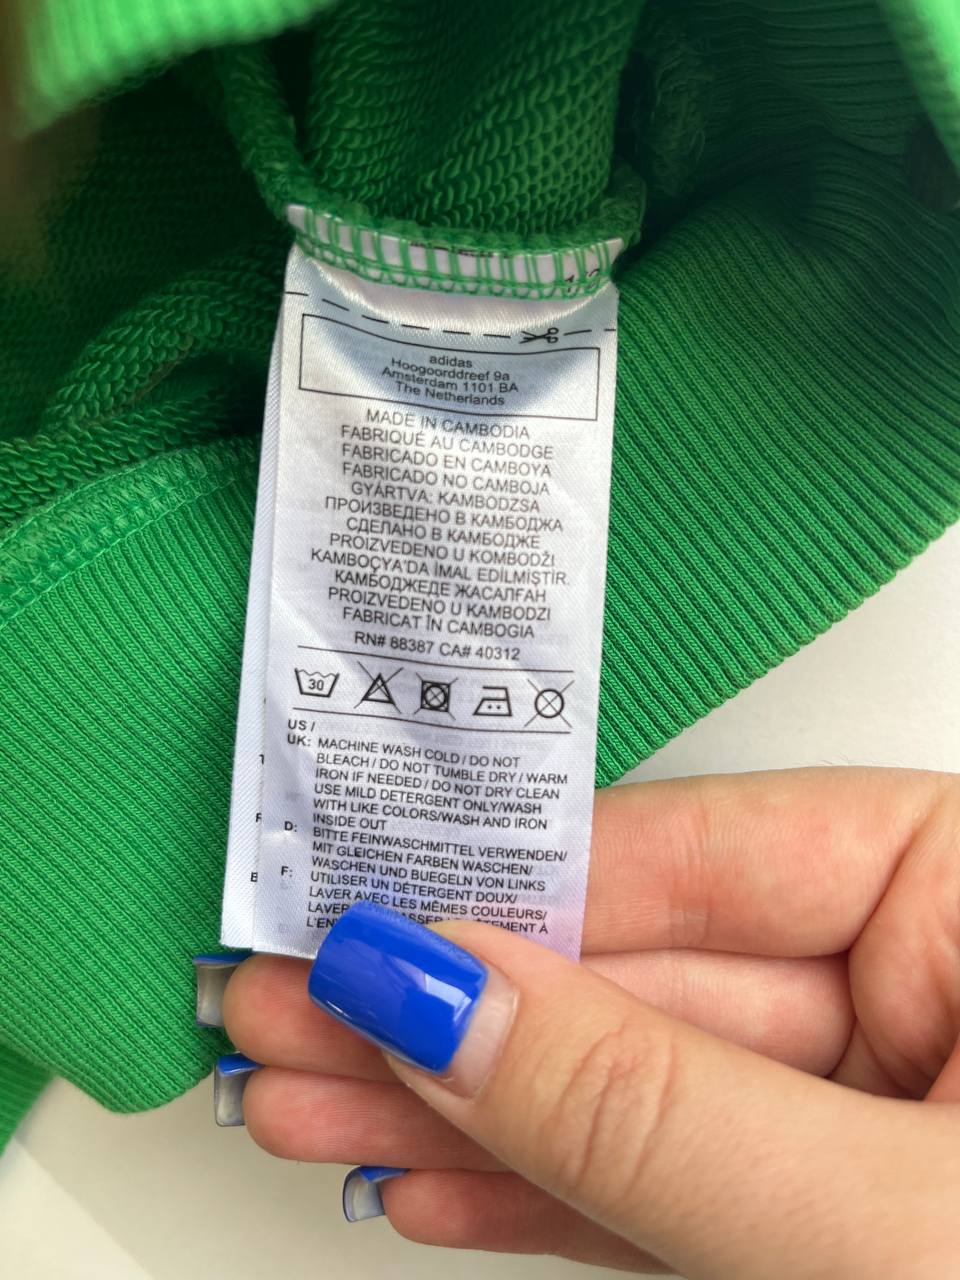 adidas
Hoogoorddreef 9a
Amsterdam 1101 BA
The Netherlands
MADE IN CAMBODIA
FABRIQUÉ AU CAMBODGE
FABRICADO EN CAMBOYA
FABRICADO NO CAMBOJA
GYÁRTVA: KAMBODZSA
ПРОИЗВЕДЕНО В КАМБОДЖА
СДЕЛАНО В КАМБОДЖЕ
PROIZVEDENO U KOMBODŽI
KAMBOÇYA'DA İMAL EDİLMİŞTİR.
КАМБОДЖЕДЕ ЖАСАЛҒАН
PROIZVEDENO U KAMBODZI
FABRICAT ÎN CAMBOGIA
RN# 88387 CA# 40312
30
US /
UK: MACHINE WASH COLD / DO NOT
BLEACH / DO NOT TUMBLE DRY / WARM
IRON IF NEEDED / DO NOT DRY CLEAN
USE MILD DETERGENT ONLY/WASH
WITH LIKE COLORS/WASH AND IRON
INSIDE OUT
D: BITTE FEINWASCHMITTEL VERWENDEN/
MIT GLEICHEN FARBEN WASCHEN/
WASCHEN UND BUEGELN VON LINKS
F: UTILISER UN DÉTERGENT DOUX/
LAVER AVEC LES MÊMES COULEURS/
LAVER